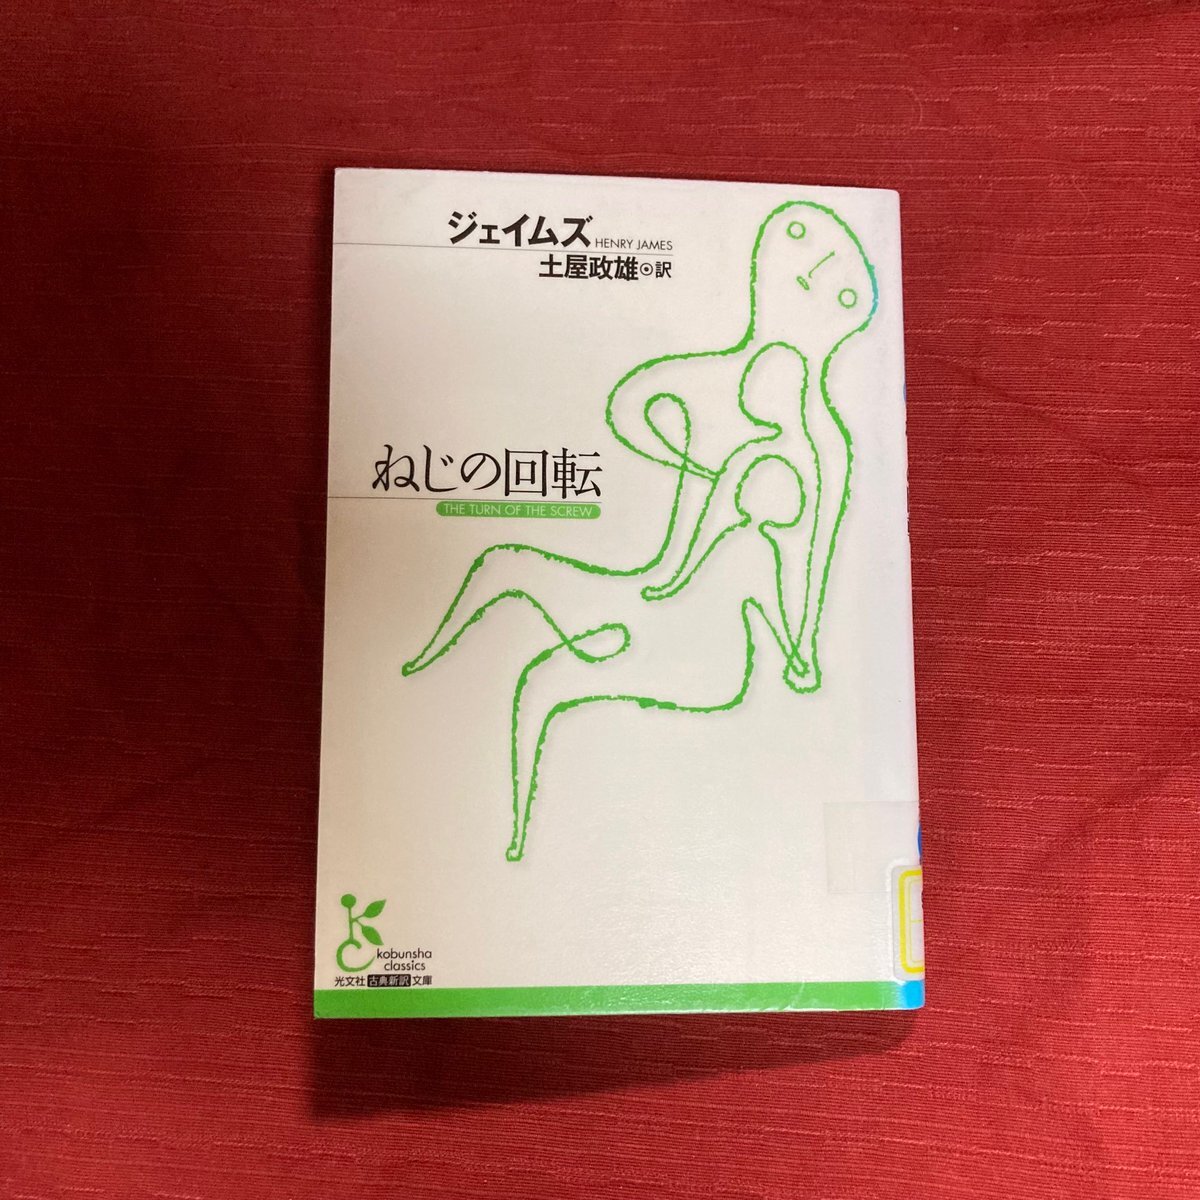 ジェイムズ HENRY JAMES
土屋政雄◉訳
ねじの回転
THE TURN OF THE SCREW
kobunsha
classics
光文社 古典新訳 文庫